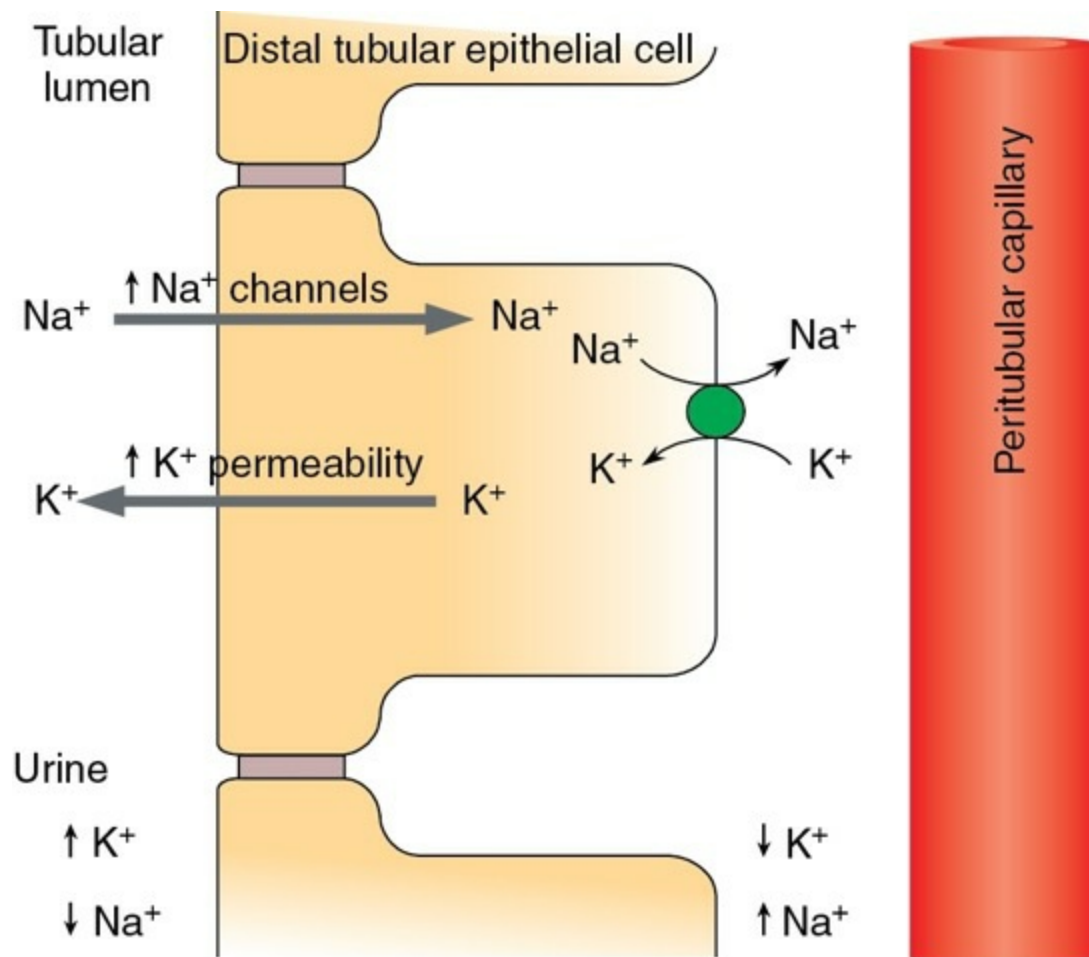 Tubular
lumen
Distal tubular epithelial cell
Peritubular capillary
↑ Na⁺ channels
Na⁺
Na⁺
Na⁺
Na⁺
↑ K⁺ permeability
K⁺
K⁺
K⁺
K⁺
Urine
↑ K⁺
↓ Na⁺
↓ K⁺
↑ Na⁺